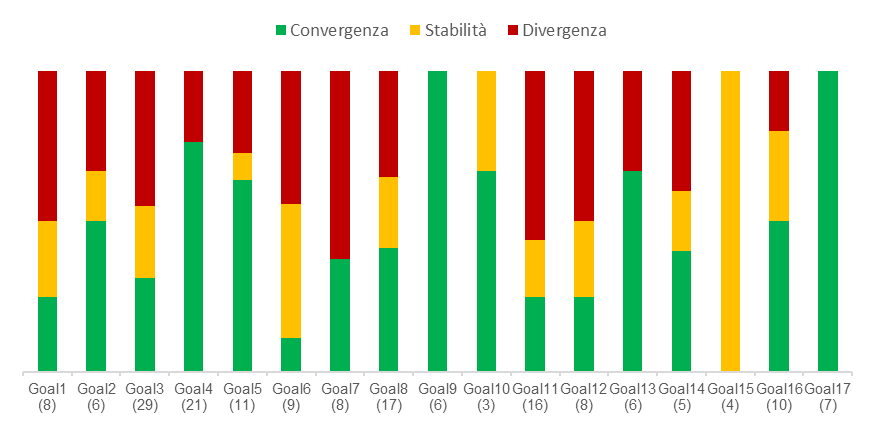 Convergenza Stabilità Divergenza
Goal1 Goal2 Goal3 Goal4 Goal5 Goal6 Goal7 Goal8 Goal9 Goal10 Goal11 Goal12 Goal13 Goal14 Goal15 Goal16 Goal17
(8) (6) (29) (21) (11) (9) (8) (17) (6) (3) (16) (8) (6) (5) (4) (10) (7)